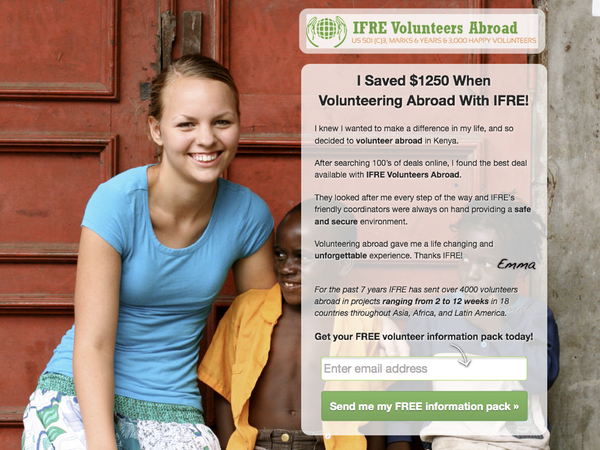 IFRE Volunteers Abroad
US 501 (C)3, MARKS 6 YEARS & 3,000 HAPPY VOLUNTEERS
I Saved $1250 When
Volunteering Abroad With IFRE!
I knew I wanted to make a difference in my life, and so
decided to volunteer abroad in Kenya.
After searching 100's of deals online, I found the best deal
available with IFRE Volunteers Abroad.
They looked after me every step of the way and IFRE's
friendly coordinators were always on hand providing a safe
and secure environment.
Volunteering abroad gave me a life changing and
unforgettable experience. Thanks IFRE!
Emma
For the past 7 years IFRE has sent over 4000 volunteers
abroad in projects ranging from 2 to 12 weeks in 18
countries throughout Asia, Africa, and Latin America.
Get your FREE volunteer information pack today!
Enter email address
Send me my FREE information pack »